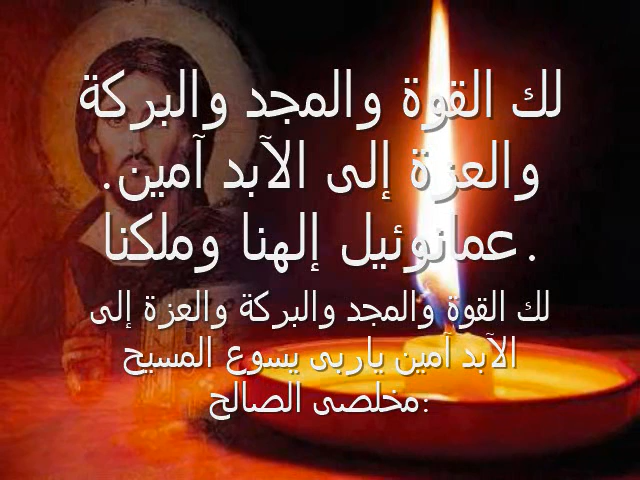 لك القوة والمجد والبركة
والعزة إلى الآبد آمين.
عمانوئيل إلهنا وملكنا.
لك القوة والمجد والبركة والعزة إلى
الآبد آمين ياربى يسوع المسيح
مخلصى الصالح: